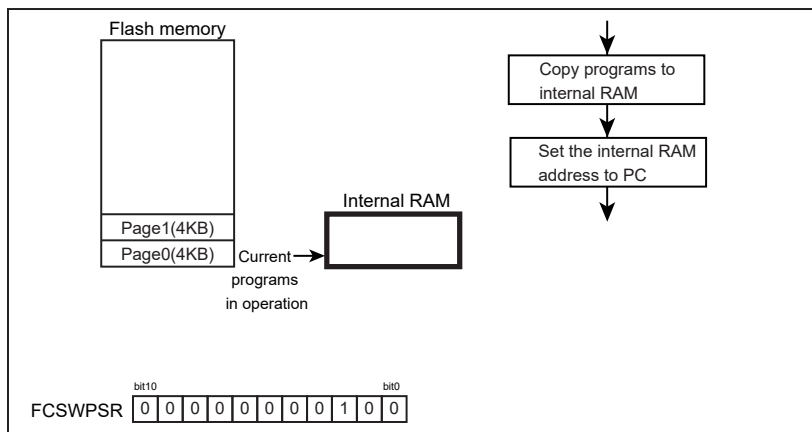 Flash memory
Page1(4KB)
Page0(4KB)
Current
programs
in operation
Internal RAM
Copy programs to
internal RAM
Set the internal RAM
address to PC
bit10
bit0
FCSWPSR 0 0 0 0 0 0 0 0 1 0 0